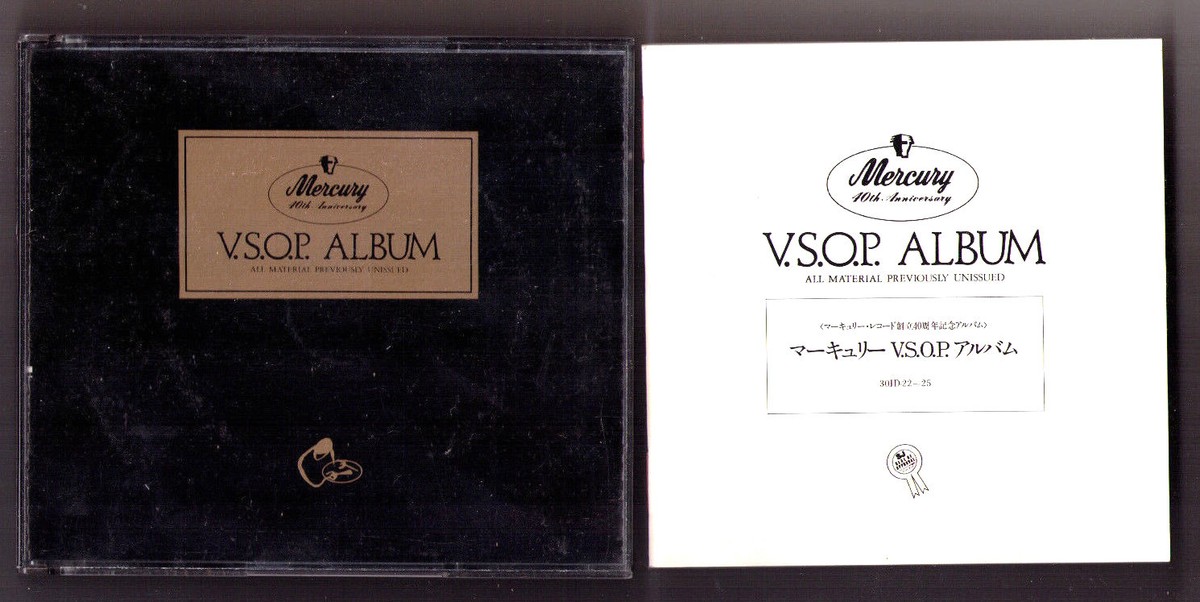 Mercury
40th Anniversary
V.S.O.P. ALBUM
ALL MATERIAL PREVIOUSLY UNISSUED
Mercury
40th Anniversary
V.S.O.P. ALBUM
ALL MATERIAL PREVIOUSLY UNISSUED
〈マーキュリー・レコード創立40周年記念アルバム〉
マーキュリー V.S.O.P. アルバム
30JD-22~25